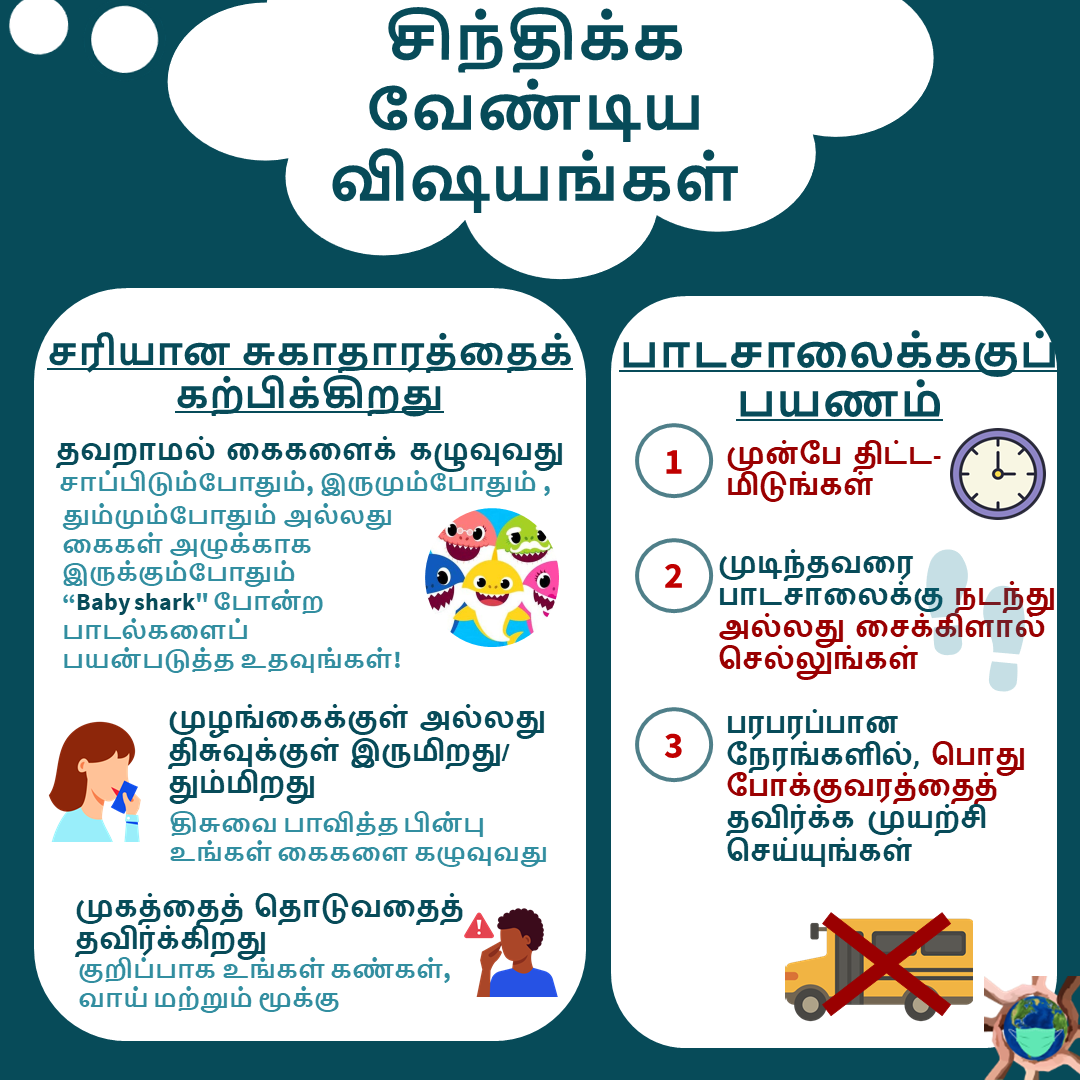 சிந்திக்க
வேண்டிய
விஷயங்கள்
சரியான சுகாதாரத்தைக்
கற்பிக்கிறது
தவறாமல் கைகளைக் கழுவுவது
சாப்பிடும்போதும், இருமும்போதும் ,
தும்மும்போதும் அல்லது
கைகள் அழுக்காக
இருக்கும்போதும்
“Baby shark" போன்ற
பாடல்களைப்
பயன்படுத்த உதவுங்கள்!
முழங்கைக்குள் அல்லது
திசுவுக்குள் இருமிறது/
தும்மிறது
திசுவை பாவித்த பின்பு
உங்கள் கைகளை கழுவுவது
முகத்தைத் தொடுவதைத்
தவிர்க்கிறது
குறிப்பாக உங்கள் கண்கள்,
வாய் மற்றும் மூக்கு
பாடசாலைக்ககுப்
பயணம்
1
முன்பே திட்ட-
மிடுங்கள்
2
முடிந்தவரை
பாடசாலைக்கு நடந்து
அல்லது சைக்கிளால்
செல்லுங்கள்
3
பரபரப்பான
நேரங்களில், பொது
போக்குவரத்தைத்
தவிர்க்க முயற்சி
செய்யுங்கள்